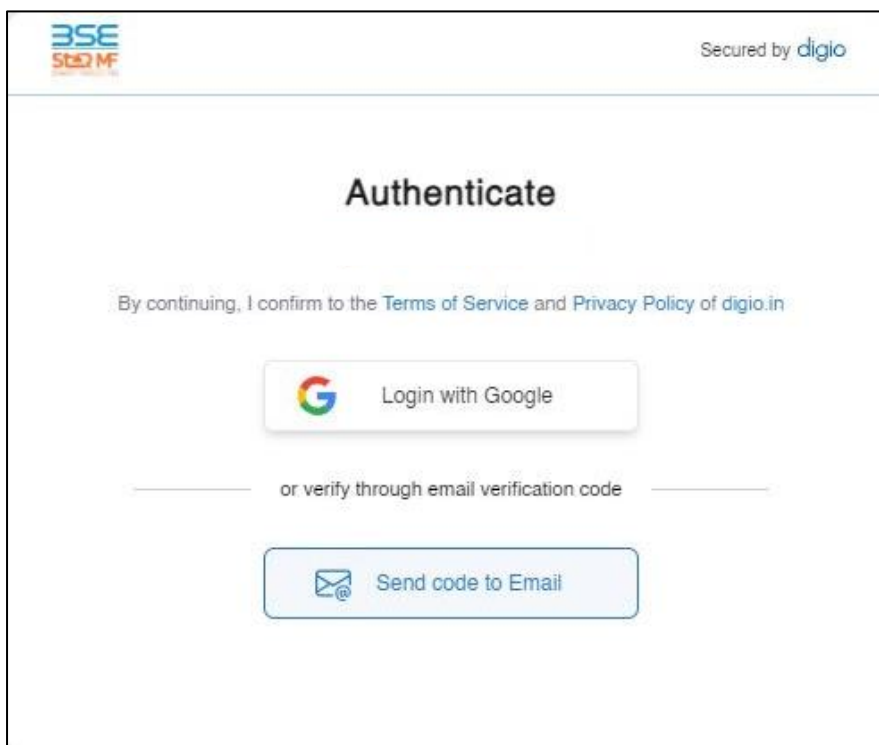 BSE
StAR MF
Secured by digio
Authenticate
By continuing, I confirm to the Terms of Service and Privacy Policy of digio.in
Login with Google
or verify through email verification code
Send code to Email